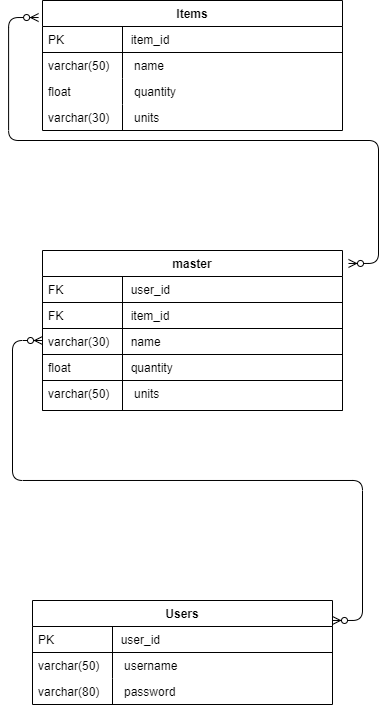 Items
PK item_id
varchar(50) name
float quantity
varchar(30) units
master
FK user_id
FK item_id
varchar(30) name
float quantity
varchar(50) units
Users
PK user_id
varchar(50) username
varchar(80) password